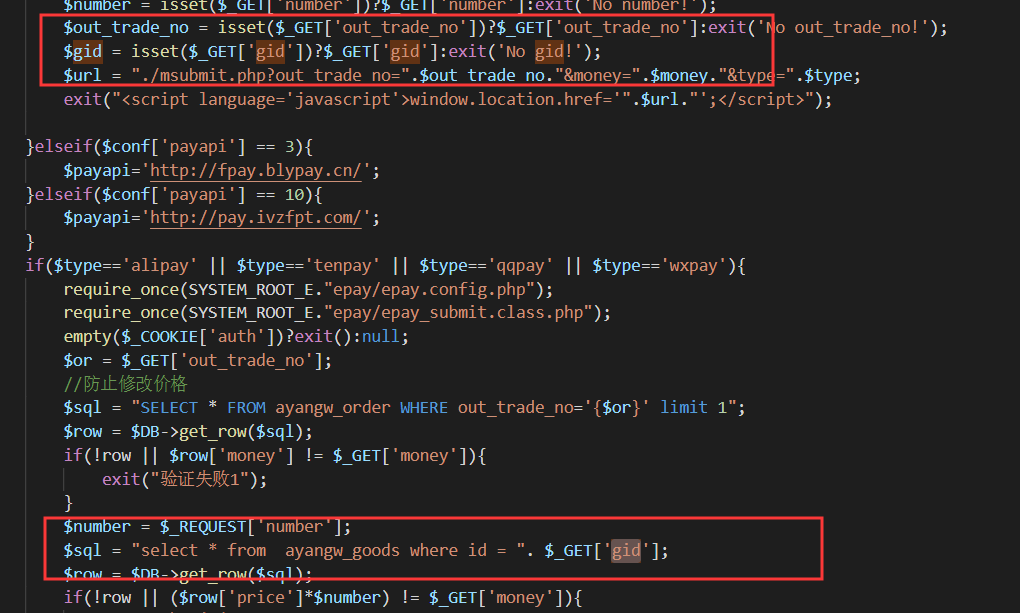 $number = isset($_GET['number'])?$_GET['number']:exit('No number!');
$out_trade_no = isset($_GET['out_trade_no'])?$_GET['out_trade_no']:exit('No out_trade_no!');
$gid = isset($_GET['gid'])?$_GET['gid']:exit('No gid!');
$url = "./msubmit.php?out_trade_no=".$out_trade_no."&money=".$money."&type=".$type;
exit("<script language='javascript'>window.location.href='".$url."';</script>");
}elseif($conf['payapi'] == 3){
$payapi='http://fpay.blypay.cn/';
}elseif($conf['payapi'] == 10){
$payapi='http://pay.ivzfpt.com/';
}
if($type=='alipay' || $type=='tenpay' || $type=='qqpay' || $type=='wxpay'){
require_once(SYSTEM_ROOT_E."epay/epay.config.php");
require_once(SYSTEM_ROOT_E."epay/epay_submit.class.php");
empty($_COOKIE['auth'])?exit():null;
$or = $_GET['out_trade_no'];
//防止修改价格
$sql = "SELECT * FROM ayangw_order WHERE out_trade_no='{$or}' limit 1";
$row = $DB->get_row($sql);
if(!row || $row['money'] != $_GET['money']){
exit("验证失败1");
}
$number = $_REQUEST['number'];
$sql = "select * from  ayangw_goods where id = ". $_GET['gid'];
$row = $DB->get_row($sql);
if(!row || ($row['price']*$number) != $_GET['money']){